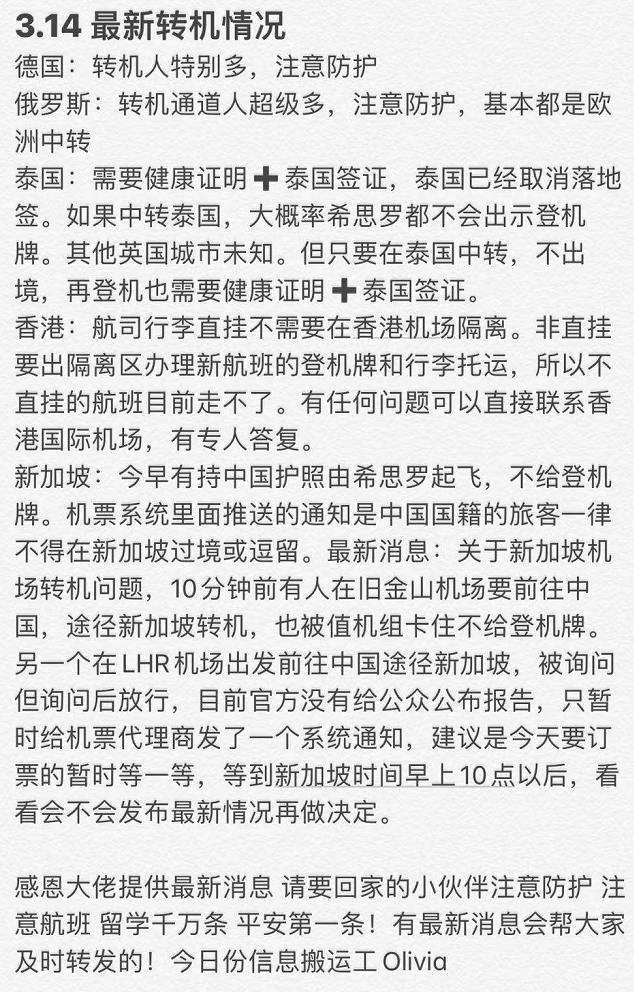 3.14 最新转机情况
德国：转机人特别多，注意防护
俄罗斯：转机通道人超级多，注意防护，基本都是欧
洲中转
泰国：需要健康证明➕泰国签证，泰国已经取消落地
签。如果中转泰国，大概率希思罗都不会出示登机
牌。其他英国城市未知。但只要在泰国中转，不出
境，再登机也需要健康证明➕泰国签证。
香港：航司行李直挂不需要在香港机场隔离。非直挂
要出隔离区办理新航班的登机牌和行李托运，所以不
直挂的航班目前走不了。有任何问题可以直接联系香
港国际机场，有专人答复。
新加坡：今早有持中国护照由希思罗起飞，不给登机
牌。机票系统里面推送的通知是中国国籍的旅客一律
不得在新加坡过境或逗留。最新消息：关于新加坡机
场转机问题，10分钟前有人在旧金山机场要前往中
国，途径新加坡转机，也被值机组卡住不给登机牌。
另一个在LHR机场出发前往中国途径新加坡，被询问
但询问后放行，目前官方没有给公众公布报告，只暂
时给机票代理商发了一个系统通知，建议是今天要订
票的暂时等一等，等到新加坡时间早上10点以后，看
看会不会发布最新情况再做决定。
感恩大佬提供最新消息 请要回家的小伙伴注意防护 注
意航班 留学千万条 平安第一条！有最新消息会帮大家
及时转发的！今日份信息搬运工Olivia